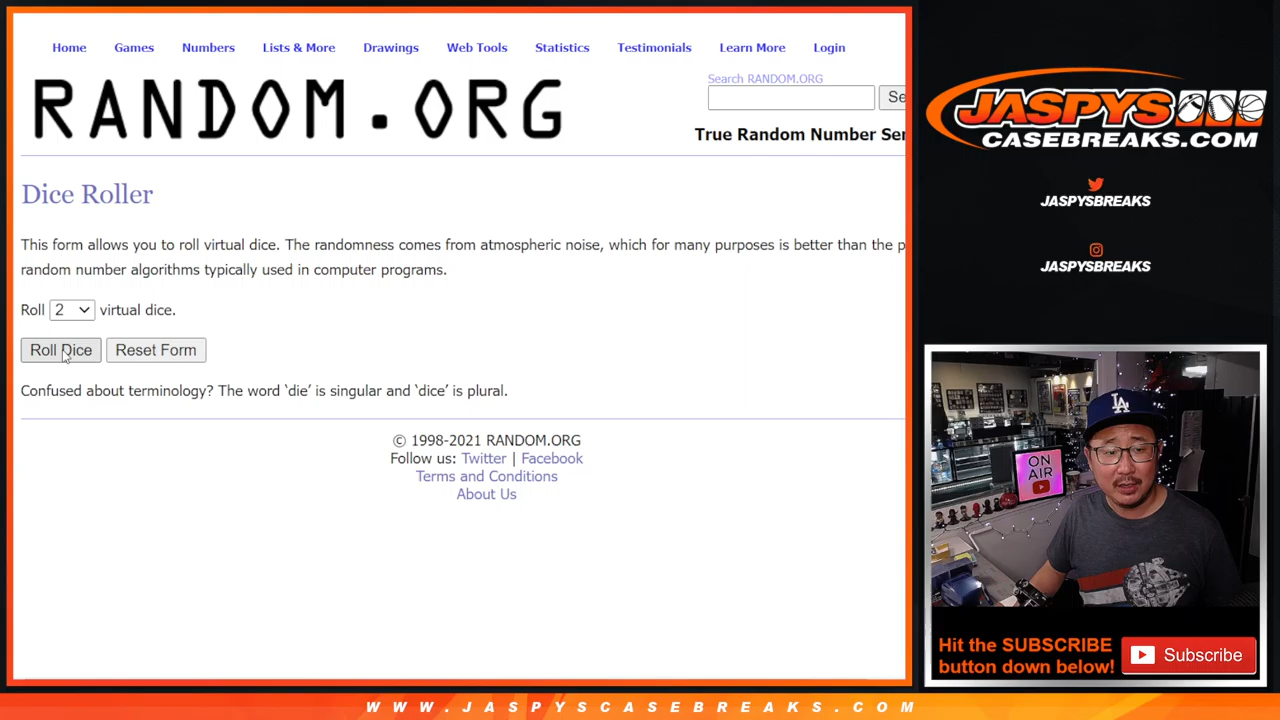 Home Games Numbers Lists & More Drawings Web Tools Statistics Testimonials Learn More Login
RANDOM.ORG
Search RANDOM.ORG
Se
True Random Number Ser
Dice Roller
This form allows you to roll virtual dice. The randomness comes from atmospheric noise, which for many purposes is better than the p
random number algorithms typically used in computer programs.
Roll 2 virtual dice.
Roll Dice Reset Form
Confused about terminology? The word ‘die’ is singular and ‘dice’ is plural.
© 1998-2021 RANDOM.ORG
Follow us: Twitter | Facebook
Terms and Conditions
About Us
JASPYS
CASEBREAKS.COM
JASPYSBREAKS
JASPYSBREAKS
LA
ON
AIR
Hit the SUBSCRIBE
button down below!
Subscribe
WWW.JASPYSCASEBREAKS.COM